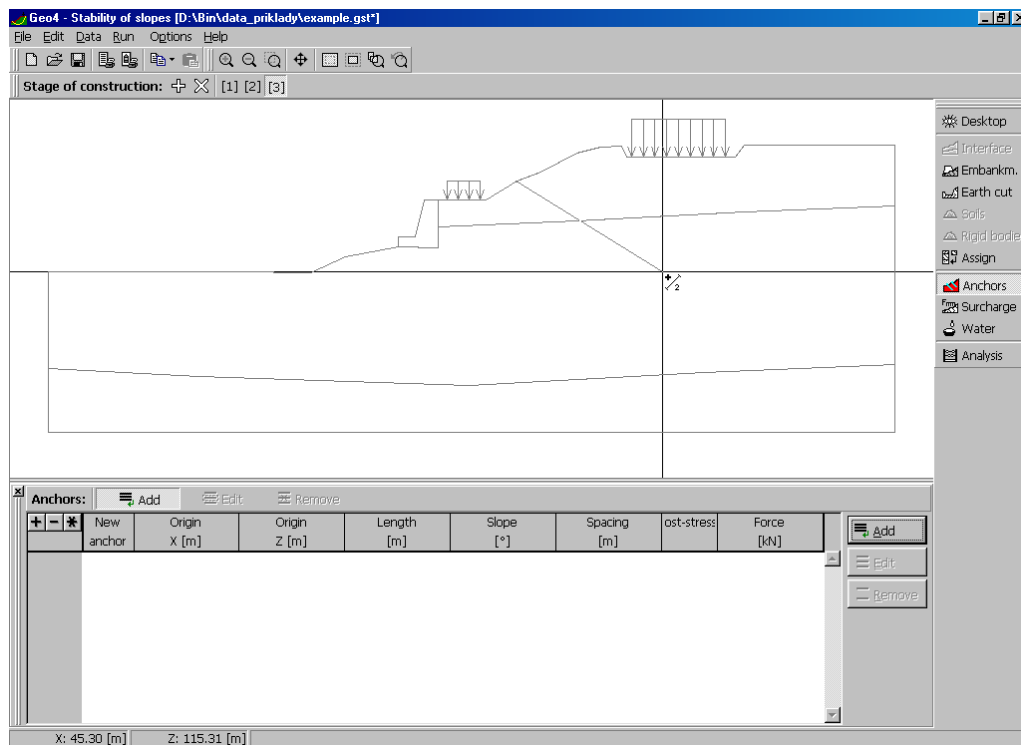 Geo4 - Stability of slopes [D:\Bin\data_priklady\example.gst*]
File Edit Data Run Options Help
Stage of construction: [1] [2] [3]
Desktop
Interface
Embankm.
Earth cut
Soils
Rigid bodie
Assign
Anchors
Surcharge
Water
Analysis
2
Anchors: Add Edit Remove
+ - * New Origin Origin Length Slope Spacing ost-stress Force
anchor X [m] Z [m] [m] [°] [m] [kN]
Add
Edit
Remove
X: 45.30 [m] Z: 115.31 [m]